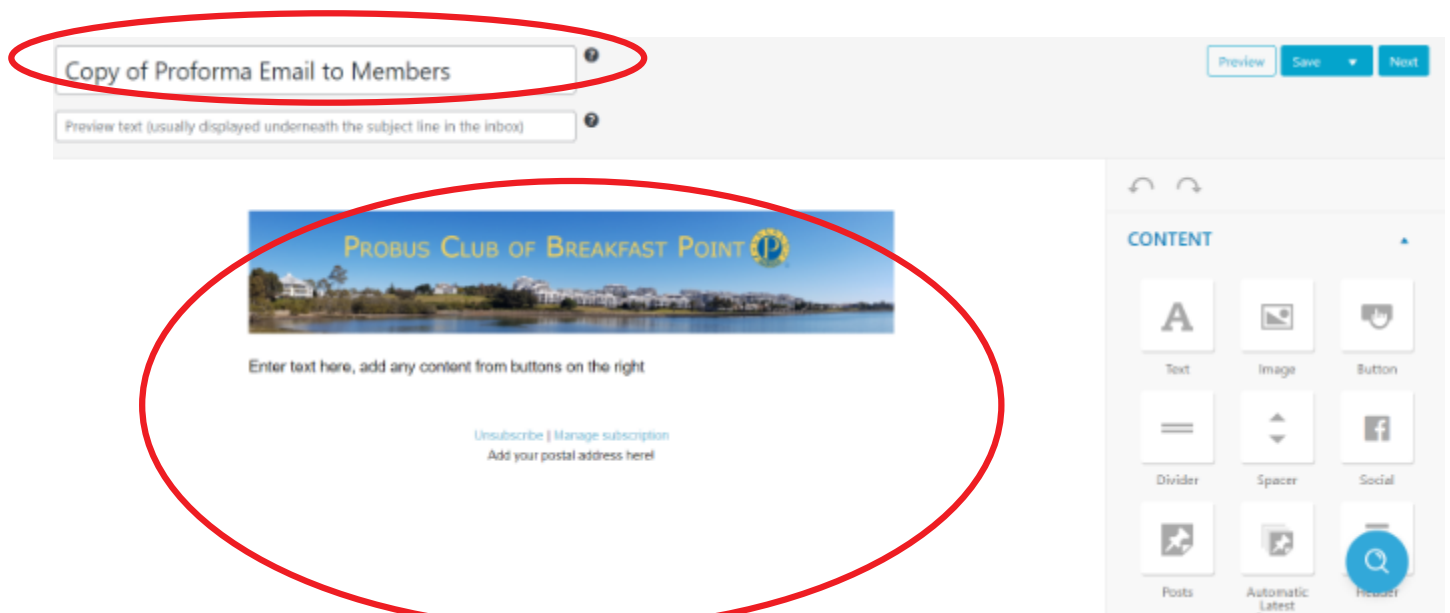 Copy of Proforma Email to Members
?
Preview
Save
Next
Preview text (usually displayed underneath the subject line in the inbox)
?
PROBUS CLUB OF BREAKFAST POINT
P
CONTENT
A
Text
Image
Button
Enter text here, add any content from buttons on the right
Unsubscribe | Manage subscription
Add your postal address here!
f
Divider
Spacer
Social
Posts
Automatic
Latest
Header